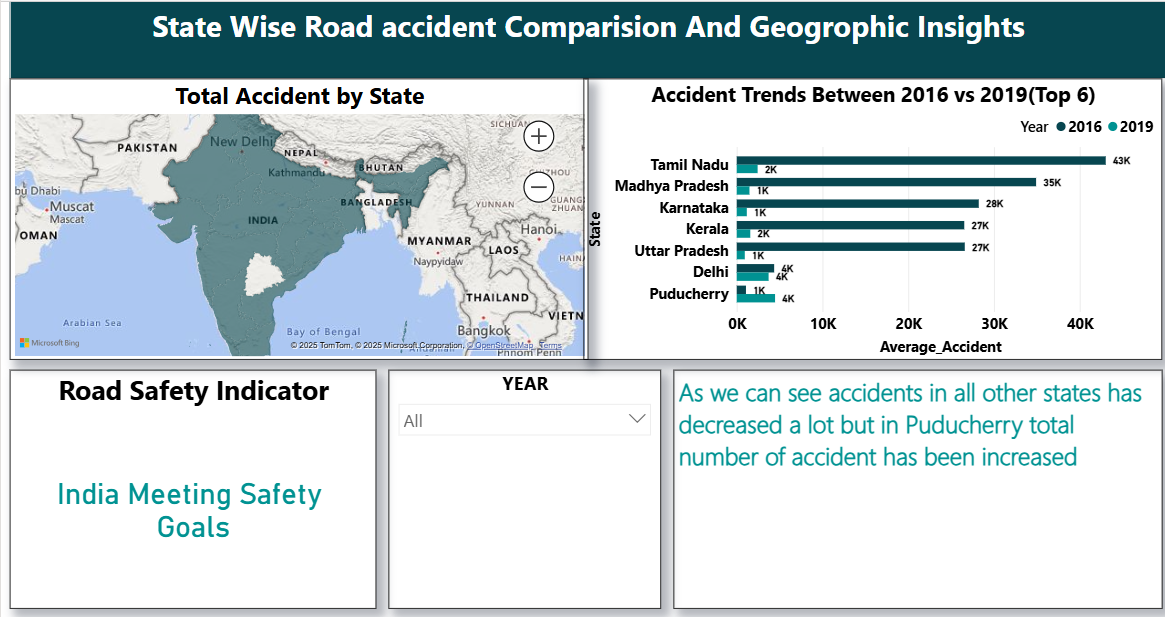 State Wise Road accident Comparision And Geogrophic Insights
Total Accident by State
SICHUAN
PAKISTAN
New Delhi
NEPAL
Kathmandu
BHUTAN
BANGLADESH
YUNNAN
GUANG
ZHUAN
bu Dhabi
Muscat
Muscat
OMAN
INDIA
MYANMAR
Naypyidaw
LAOS
Hanoi
HAINA
THAILAND
VIETN
Arabian Sea
Bay of Bengal
Bangkok
Andaman
Phnom Penh
Microsoft Bing
© 2025 TomTom, © 2025 Microsoft Corporation, © OpenStreetMap Terms
Accident Trends Between 2016 vs 2019(Top 6)
Year 2016 2019
State
Tamil Nadu 43K
2K
Madhya Pradesh 35K
1K
Karnataka 28K
1K
Kerala 27K
2K
Uttar Pradesh 27K
1K
Delhi 4K
4K
Puducherry 1K
4K
0K 10K 20K 30K 40K
Average_Accident
Road Safety Indicator
India Meeting Safety
Goals
YEAR
All
As we can see accidents in all other states has
decreased a lot but in Puducherry total
number of accident has been increased